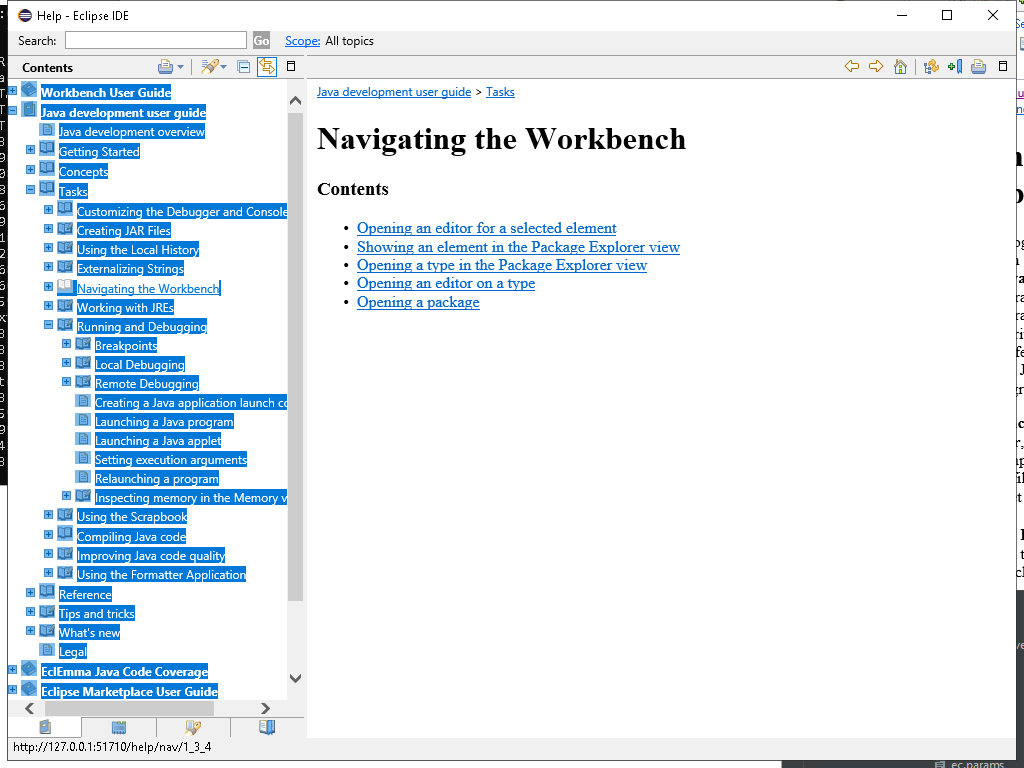 Help - Eclipse IDE
Search:
Go
Scope: All topics
Contents
Workbench User Guide
Java development user guide
Java development overview
Getting Started
Concepts
Tasks
Customizing the Debugger and Console
Creating JAR Files
Using the Local History
Externalizing Strings
Navigating the Workbench
Working with JREs
Running and Debugging
Breakpoints
Local Debugging
Remote Debugging
Creating a Java application launch co
Launching a Java program
Launching a Java applet
Setting execution arguments
Relaunching a program
Inspecting memory in the Memory v
Using the Scrapbook
Compiling Java code
Improving Java code quality
Using the Formatter Application
Reference
Tips and tricks
What's new
Legal
EclEmma Java Code Coverage
Eclipse Marketplace User Guide
http://127.0.0.1:51710/help/nav/1_3_4
Java development user guide > Tasks
Navigating the Workbench
Contents
• Opening an editor for a selected element
• Showing an element in the Package Explorer view
• Opening a type in the Package Explorer view
• Opening an editor on a type
• Opening a package
ec.params